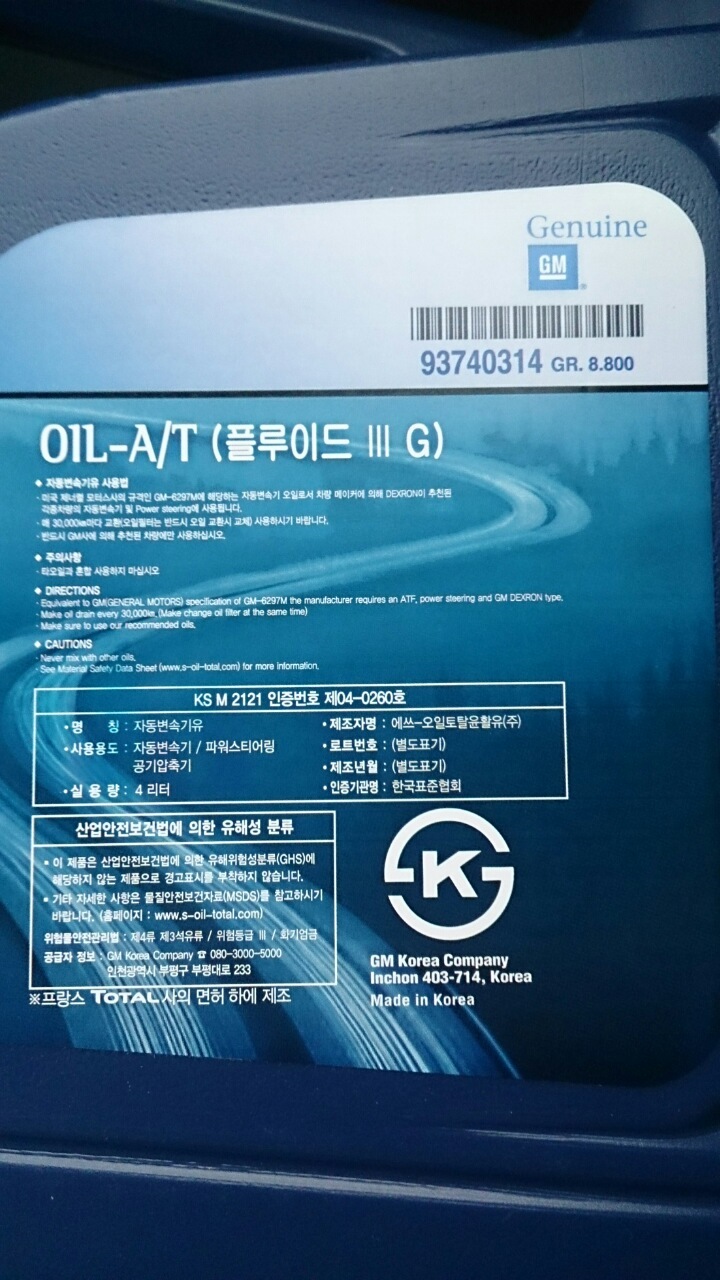 Genuine
GM
93740314 GR. 8.800
OIL-A/T (플루이드 III G)
◆ 자동변속기유 사용법
· 미국 제너럴 모터스사의 규격인 GM-6297M에 해당하는 자동변속기 오일로서 차량 메이커에 의해 DEXRON이 추천된
각종차량의 자동변속기 및 Power steering에 사용됩니다.
· 매 30,000km마다 교환(오일필터는 반드시 오일 교환시 교체) 사용하시기 바랍니다.
· 반드시 GM사에 의해 추천된 차량에만 사용하십시오.
◆ 주의사항
· 타오일과 혼합 사용하지 마십시오
◆ DIRECTIONS
· Equivalent to GM(GENERAL MOTORS) specification of GM-6297M the manufacturer requires an ATF, power steering and GM DEXRON type.
· Make oil drain every 30,000km (Make change oil filter at the same time)
· Make sure to use our recommended oils.
◆ CAUTIONS
· Never mix with other oils.
· See Material Safety Data Sheet (www.s-oil-total.com) for more information.
KS M 2121 인증번호 제04-0260호
• 명 칭 : 자동변속기유
• 사용용도 : 자동변속기 / 파워스티어링
공기압축기
• 실 용 량 : 4 리터
• 제조자명 : 에쓰-오일토탈윤활유(주)
• 로트번호 : (별도표기)
• 제조년월 : (별도표기)
• 인증기관명 : 한국표준협회
산업안전보건법에 의한 유해성 분류
▪ 이 제품은 산업안전보건법에 의한 유해위험성분류(GHS)에
해당하지 않는 제품으로 경고표시를 부착하지 않습니다.
▪ 기타 자세한 사항은 물질안전보건자료(MSDS)를 참고하시기
바랍니다. (홈페이지 : www.s-oil-total.com)
위험물안전관리법 : 제4류 제3석유류 / 위험등급 III / 화기엄금
공급자 정보 : GM Korea Company ☎ 080-3000-5000
인천광역시 부평구 부평대로 233
※프랑스 TOTAL사의 면허 하에 제조
K
GM Korea Company
Inchon 403-714, Korea
Made in Korea